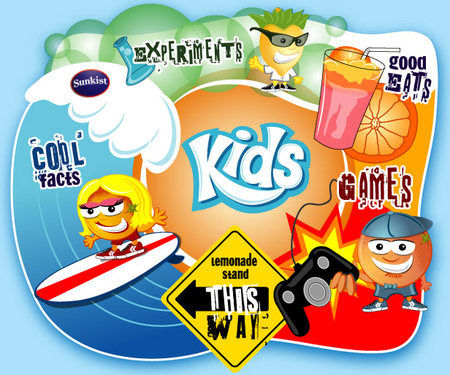 EXPERIMENTS
good
EATS
Sunkist
COOL
facts
Kids
GAMES
lemonade
stand
THIS
WAY